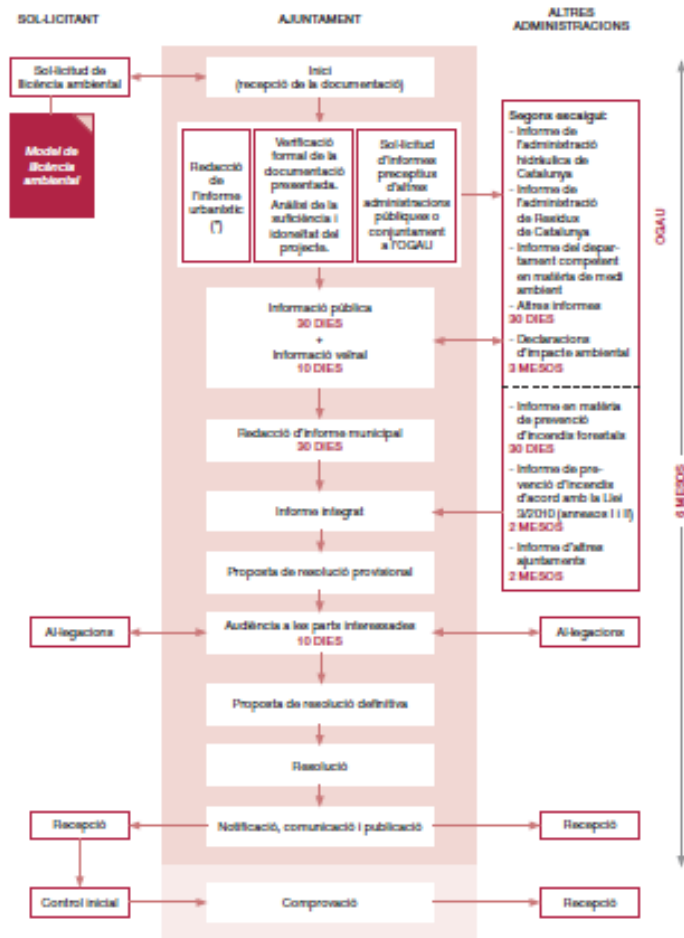 SOL·LICITANT
AJUNTAMENT
ALTRES
ADMINISTRACIONS
Sol·licitud de
llicència ambiental
Model de
llicència
ambiental
Inici
(recepció de la documentació)
Redacció
de
l'informe
urbanístic
(*)
Verificació
formal de la
documentació
presentada.
Anàlisi de la
suficiència i
idoneïtat del
projecte.
Sol·licitud
d'informes
preceptius
d'altres
administracions
públiques o
conjuntament
a l'OGAU
Segons escaigui:
- Informe de
l'administració
hidràulica de
Catalunya
- Informe de
l'administració
de Residus
de Catalunya
- Informe del depar-
tament competent
en matèria de medi
ambient
- Altres informes
30 DIES
- Declaracions
d'impacte ambiental
3 MESOS
- Informe en matèria
de prevenció
d'incendis forestals
30 DIES
- Informe de pre-
venció d'incendis
d'acord amb la Llei
3/2010 (annexos I i II)
2 MESOS
- Informe d'altres
ajuntaments
2 MESOS
OGAU
6 MESOS
Informació pública
30 DIES
+
Informació veïnal
10 DIES
Redacció d'informe municipal
30 DIES
Informe integrat
Proposta de resolució provisional
Al·legacions
Audiència a les parts interessades
10 DIES
Al·legacions
Proposta de resolució definitiva
Resolució
Recepció
Notificació, comunicació i publicació
Recepció
Control inicial
Comprovació
Recepció